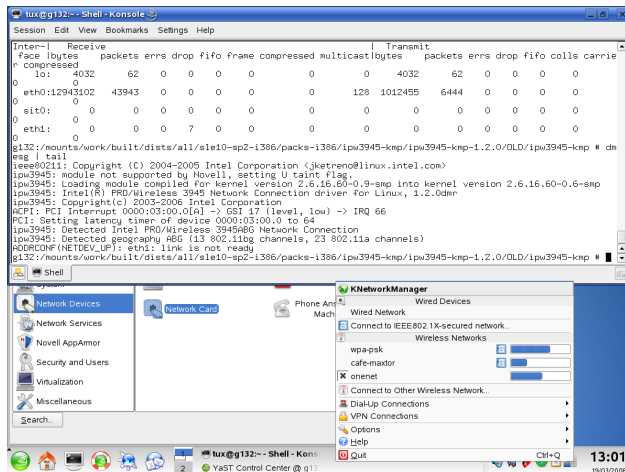 tux@g132:~ - Shell - Konsole
Session Edit View Bookmarks Settings Help
Inter-| Receive | Transmit
face |bytes packets errs drop fifo frame compressed multicast|bytes packets errs drop fifo colls carrie
r compressed
lo: 4032 62 0 0 0 0 0 0 4032 62 0 0 0 0
0 0
eth0:12943102 43943 0 0 0 0 0 128 1012455 6444 0 0 0 0
0 0
sit0: 0 0 0 0 0 0 0 0 0 0 0 0 0 0
0 0
eth1: 0 0 0 7 0 0 0 0 0 0 0 0 0 0
0 0
g132:/mounts/work/built/dists/all/sle10-sp2-i386/packs-i386/ipw3945-kmp/ipw3945-kmp-1.2.0/OLD/ipw3945-kmp # dm
esg | tail
ieee80211: Copyright (C) 2004-2005 Intel Corporation <jketreno@linux.intel.com>
ipw3945: module not supported by Novell, setting U taint flag.
ipw3945: Loading module compiled for kernel version 2.6.16.60-0.9-smp into kernel version 2.6.16.60-0.6-smp
ipw3945: Intel(R) PRO/Wireless 3945 Network Connection driver for Linux, 1.2.0dmr
ipw3945: Copyright(c) 2003-2006 Intel Corporation
ACPI: PCI Interrupt 0000:03:00.0[A] -> GSI 17 (level, low) -> IRQ 66
PCI: Setting latency timer of device 0000:03:00.0 to 64
ipw3945: Detected Intel PRO/Wireless 3945ABG Network Connection
ipw3945: Detected geography ABG (13 802.11bg channels, 23 802.11a channels)
ADDRCONF(NETDEV_UP): eth1: link is not ready
g132:/mounts/work/built/dists/all/sle10-sp2-i386/packs-i386/ipw3945-kmp/ipw3945-kmp-1.2.0/OLD/ipw3945-kmp #
Shell
System
Network Devices
Network Services
Novell AppArmor
Security and Users
Virtualization
Miscellaneous
Search...
Network Card
Phone Ans
Mach
KNetworkManager
Wired Devices
Wired Network
Connect to IEEE802.1X-secured network...
Wireless Networks
wpa-psk
cafe-maxtor
onenet
Connect to Other Wireless Network...
Dial-Up Connections
VPN Connections
Options
Help
Quit Ctrl+Q
1
2
tux@g132:~ - Shell - Kons
YaST Control Center @ g13
13:01
19/03/2008